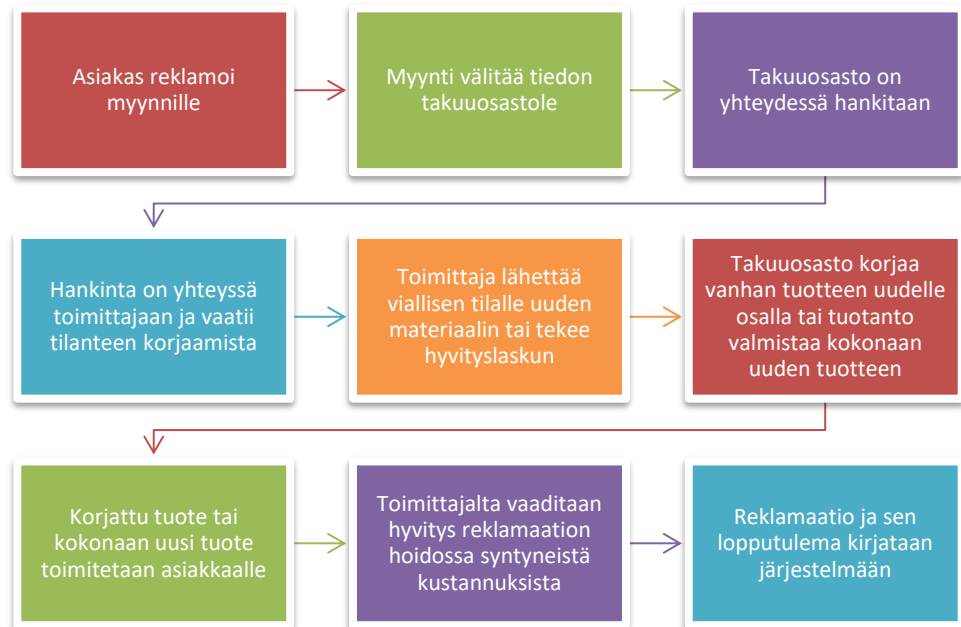 Asiakas reklamoi
myynnille
Myynti välitää tiedon
takuuosastole
Takuuosasto on
yhteydessä hankitaan
Hankinta on yhteyssä
toimittajaan ja vaatii
tilanteen korjaamista
Toimittaja lähettää
viallisen tilalle uuden
materiaalin tai tekee
hyvityslaskun
Takuuosasto korjaa
vanhan tuotteen uudelle
osalla tai tuotanto
valmistaa kokonaan
uuden tuotteen
Korjattu tuote tai
kokonaan uusi tuote
toimitetaan asiakkaalle
Toimittajalta vaaditaan
hyvitys reklamaation
hoidossa syntyneistä
kustannuksista
Reklamaatio ja sen
lopputulema kirjataan
järjestelmään